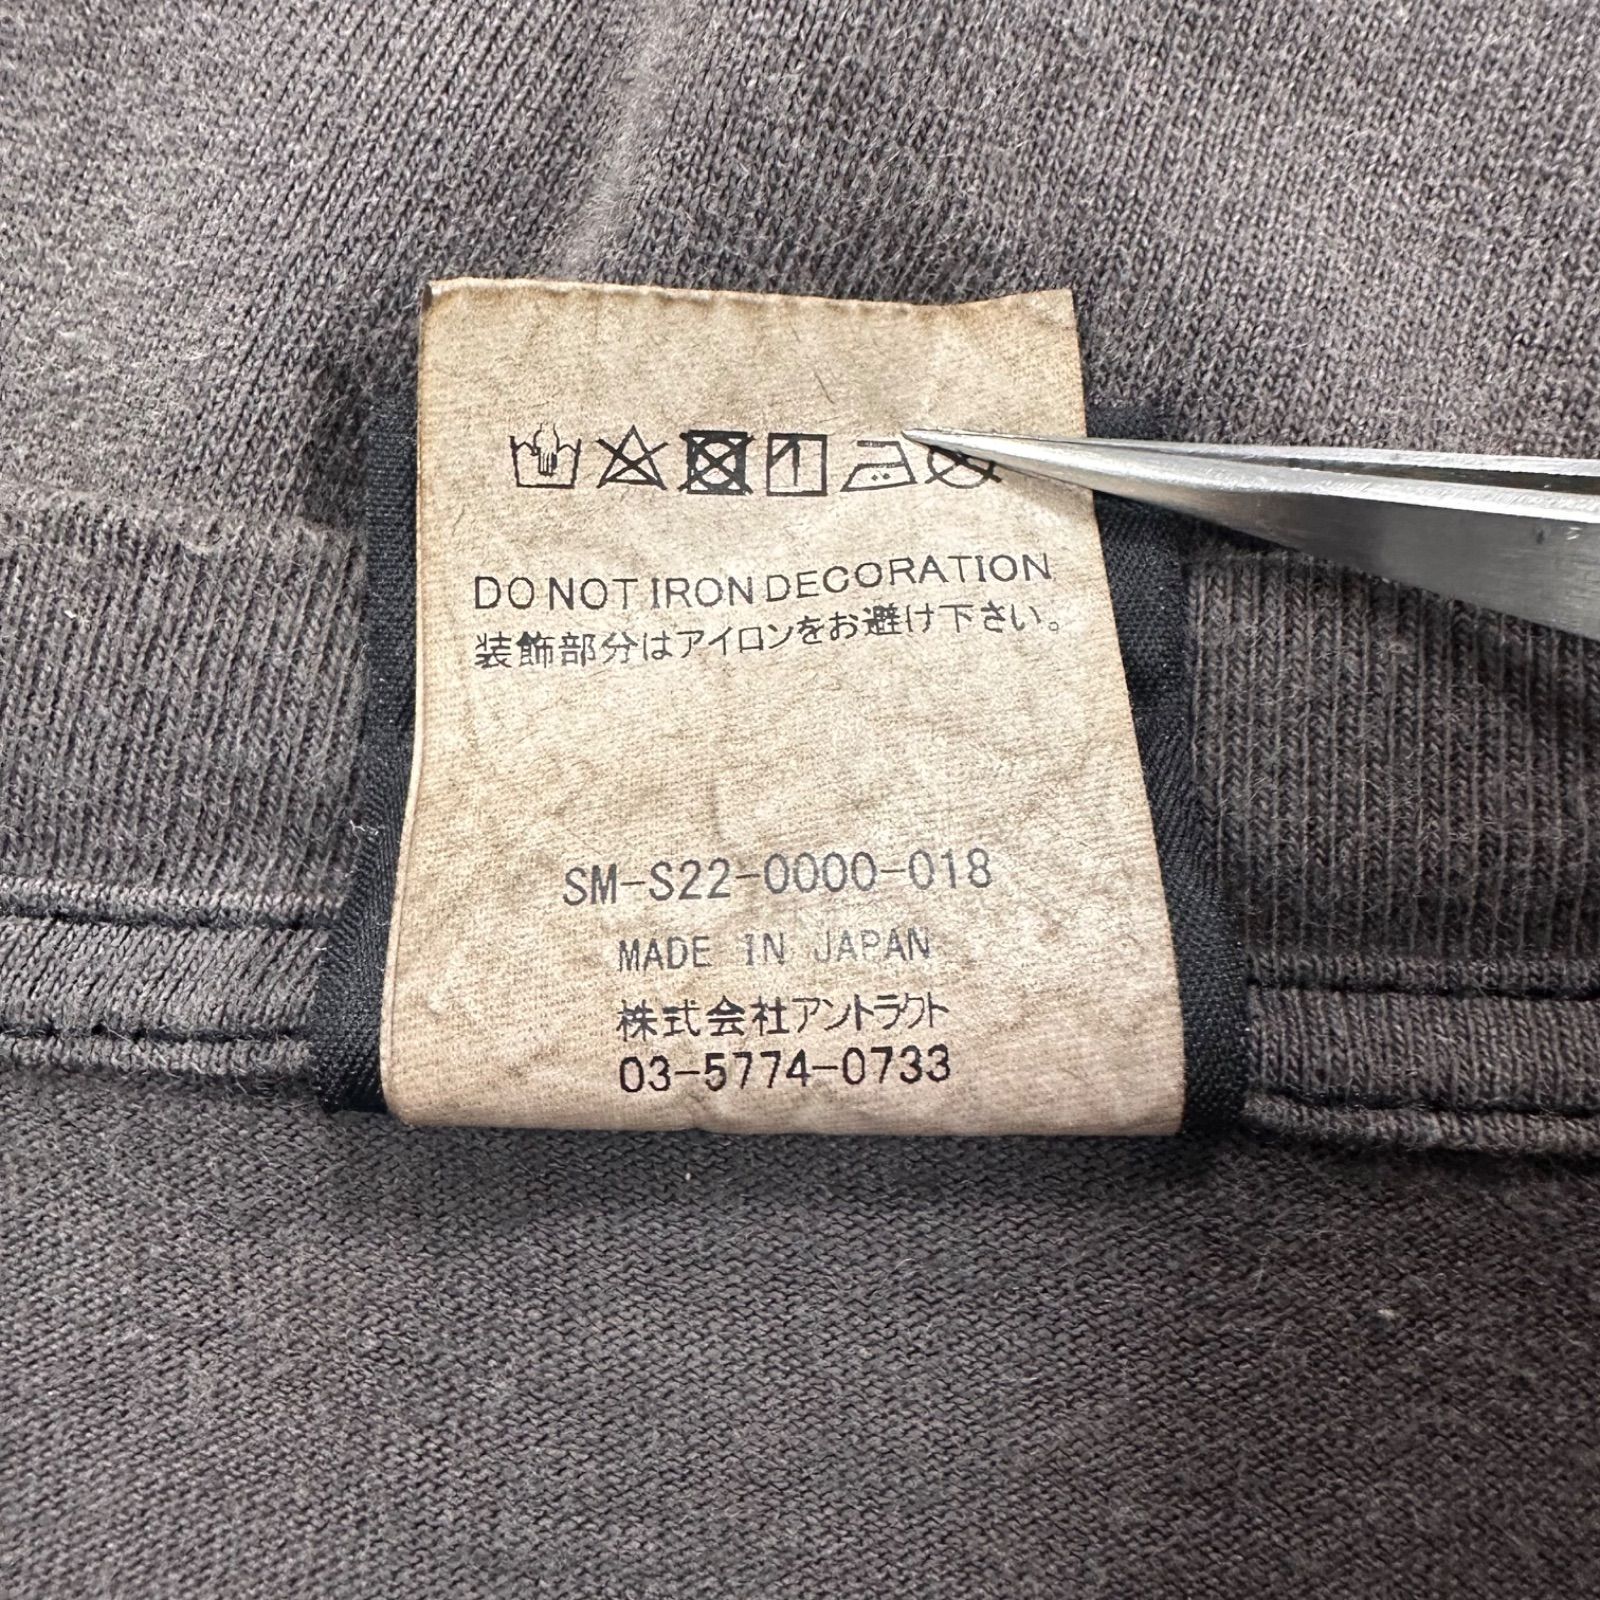 DO NOT IRON DECORATION
装飾部分はアイロンをお避け下さい。
SM-S22-0000-018
MADE IN JAPAN
株式会社アントラクト
03-5774-0733